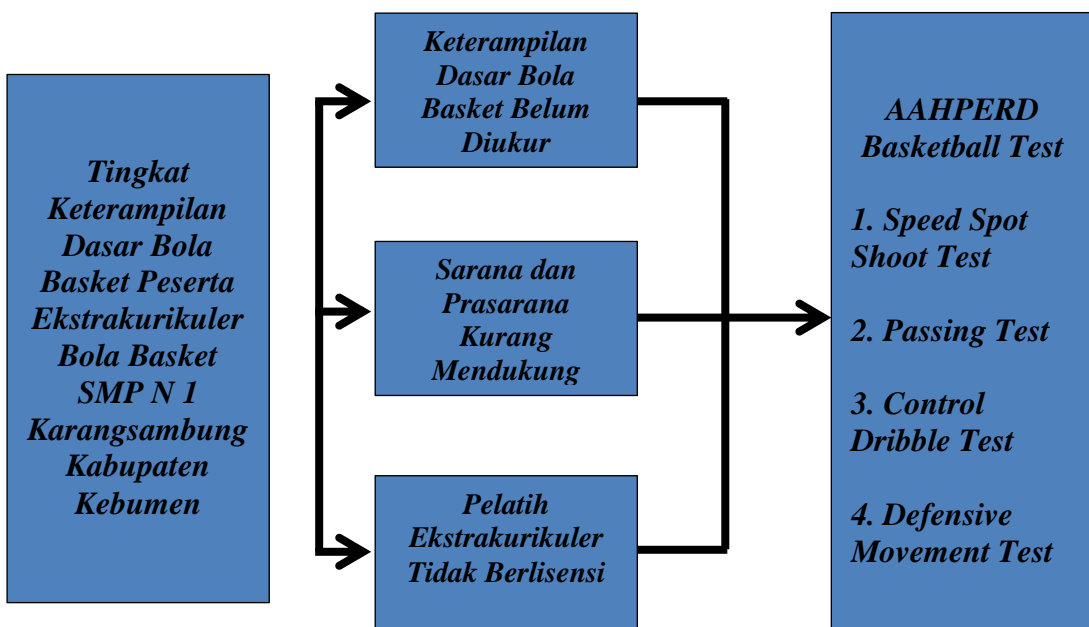 Tingkat
Keterampilan
Dasar Bola
Basket Peserta
Ekstrakurikuler
Bola Basket
SMP N 1
Karangsambung
Kabupaten
Kebumen
Keterampilan
Dasar Bola
Basket Belum
Diukur
Sarana dan
Prasarana
Kurang
Mendukung
Pelatih
Ekstrakurikuler
Tidak Berlisensi
AAHPERD
Basketball Test
1. Speed Spot
Shoot Test
2. Passing Test
3. Control
Dribble Test
4. Defensive
Movement Test